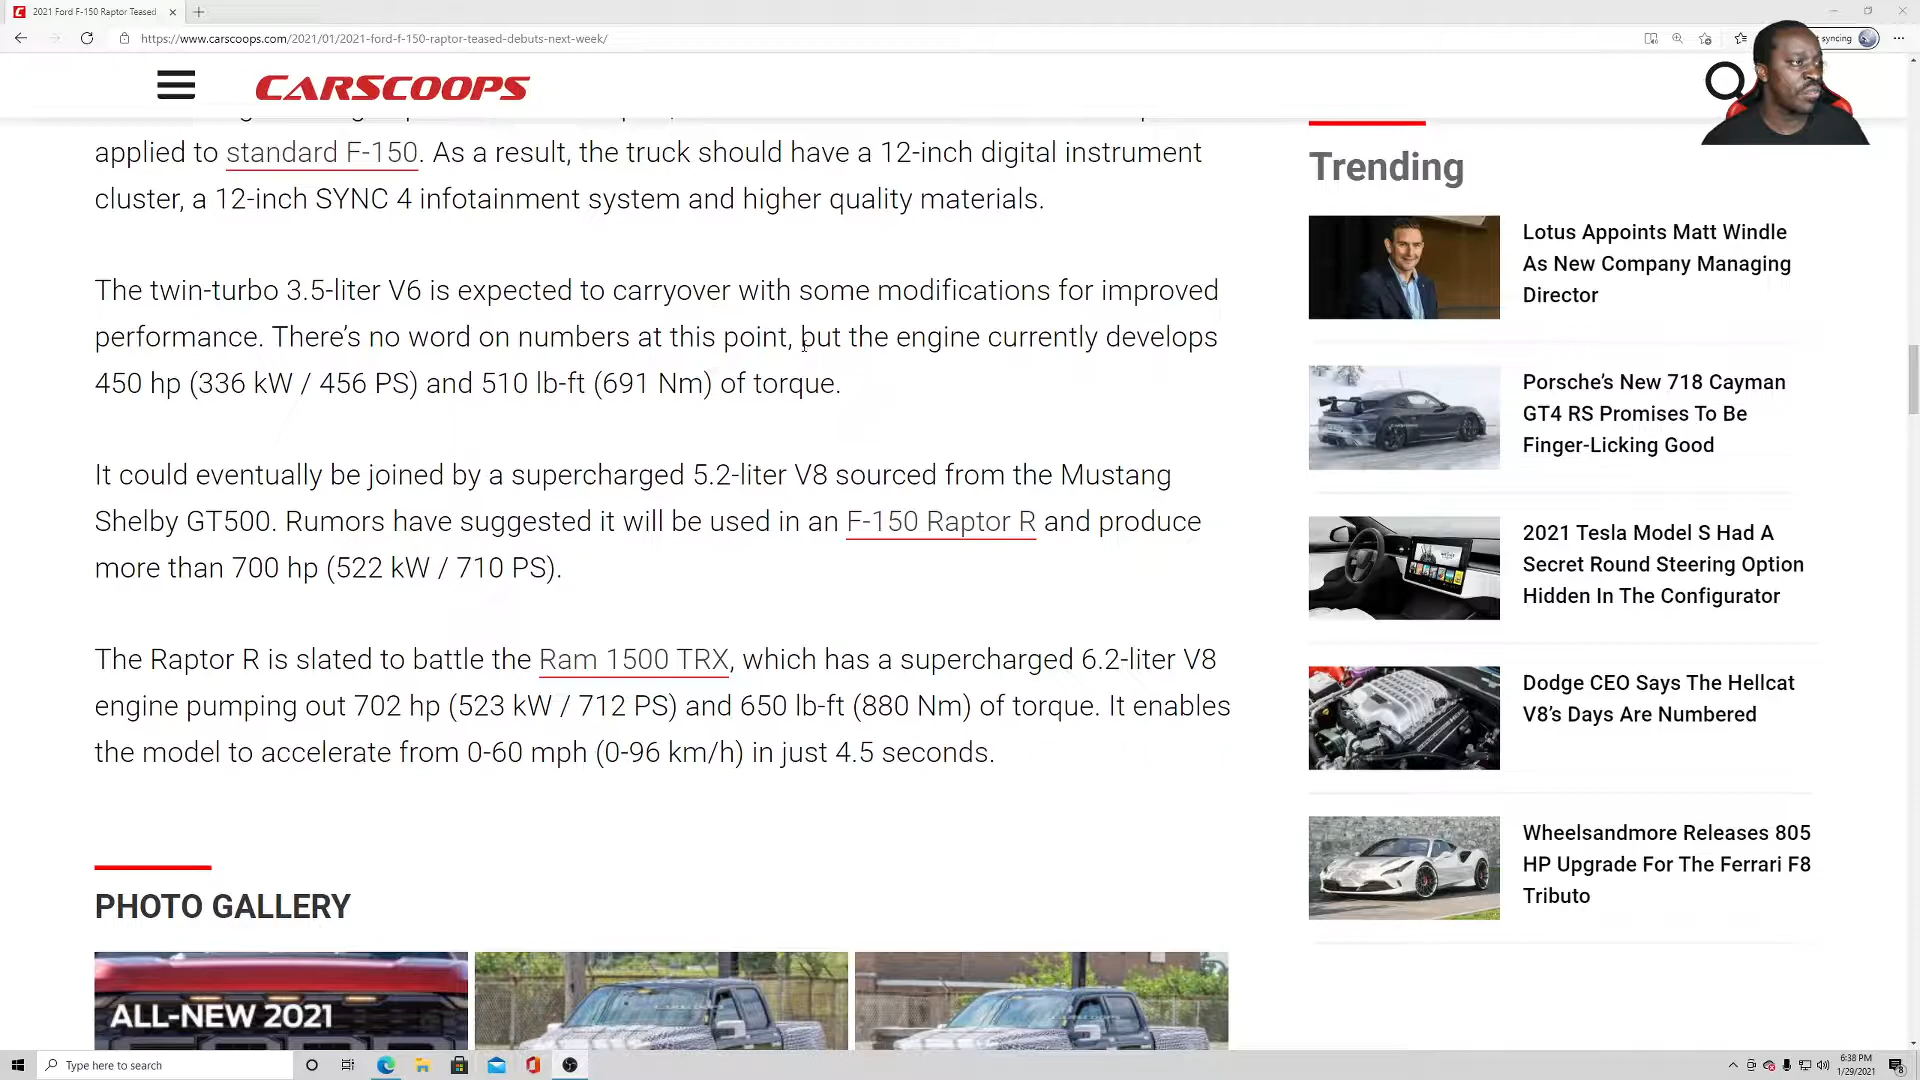 2021 Ford F-150 Raptor Teased
https://www.carscoops.com/2021/01/2021-ford-f-150-raptor-teased-debuts-next-week/
syncing
CARSCOOPS
applied to standard F-150. As a result, the truck should have a 12-inch digital instrument
cluster, a 12-inch SYNC 4 infotainment system and higher quality materials.
The twin-turbo 3.5-liter V6 is expected to carryover with some modifications for improved
performance. There's no word on numbers at this point, but the engine currently develops
450 hp (336 kW / 456 PS) and 510 lb-ft (691 Nm) of torque.
It could eventually be joined by a supercharged 5.2-liter V8 sourced from the Mustang
Shelby GT500. Rumors have suggested it will be used in an F-150 Raptor R and produce
more than 700 hp (522 kW / 710 PS).
The Raptor R is slated to battle the Ram 1500 TRX, which has a supercharged 6.2-liter V8
engine pumping out 702 hp (523 kW / 712 PS) and 650 lb-ft (880 Nm) of torque. It enables
the model to accelerate from 0-60 mph (0-96 km/h) in just 4.5 seconds.
PHOTO GALLERY
ALL-NEW 2021
Trending
Lotus Appoints Matt Windle
As New Company Managing
Director
Porsche's New 718 Cayman
GT4 RS Promises To Be
Finger-Licking Good
2021 Tesla Model S Had A
Secret Round Steering Option
Hidden In The Configurator
Dodge CEO Says The Hellcat
V8's Days Are Numbered
Wheelsandmore Releases 805
HP Upgrade For The Ferrari F8
Tributo
Type here to search
6:38 PM
1/29/2021